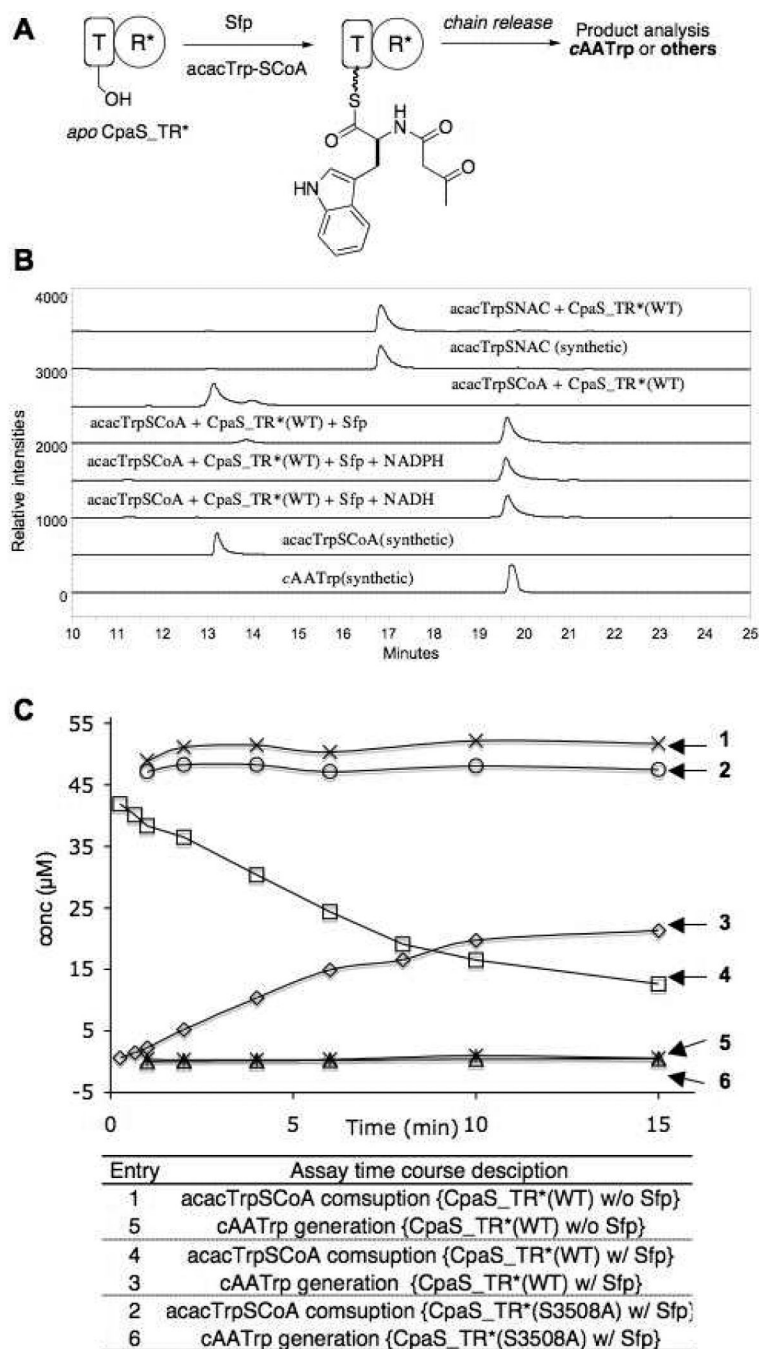 A
T R*
OH
apo CpaS_TR*
Sfp
acacTrp-SCoA
T R*
S
O H N O
O
HN
chain release
Product analysis
cAATrp or others
B
Relative intensities
4000
3000
2000
1000
0
acacTrpSNAC + CpaS_TR*(WT)
acacTrpSNAC (synthetic)
acacTrpSCoA + CpaS_TR*(WT)
acacTrpSCoA + CpaS_TR*(WT) + Sfp
acacTrpSCoA + CpaS_TR*(WT) + Sfp + NADPH
acacTrpSCoA + CpaS_TR*(WT) + Sfp + NADH
acacTrpSCoA(synthetic)
cAATrp(synthetic)
10 11 12 13 14 15 16 17 18 19 20 21 22 23 24 25
Minutes
C
conc (µM)
55
45
35
25
15
5
-5
1
2
3
4
5
6
0 5 10 15
Time (min)
Entry Assay time course desciption
1 acacTrpSCoA comsuption {CpaS_TR*(WT) w/o Sfp}
5 cAATrp generation {CpaS_TR*(WT) w/o Sfp}
4 acacTrpSCoA comsuption {CpaS_TR*(WT) w/ Sfp}
3 cAATrp generation {CpaS_TR*(WT) w/ Sfp}
2 acacTrpSCoA comsuption {CpaS_TR*(S3508A) w/ Sfp}
6 cAATrp generation {CpaS_TR*(S3508A) w/ Sfp}